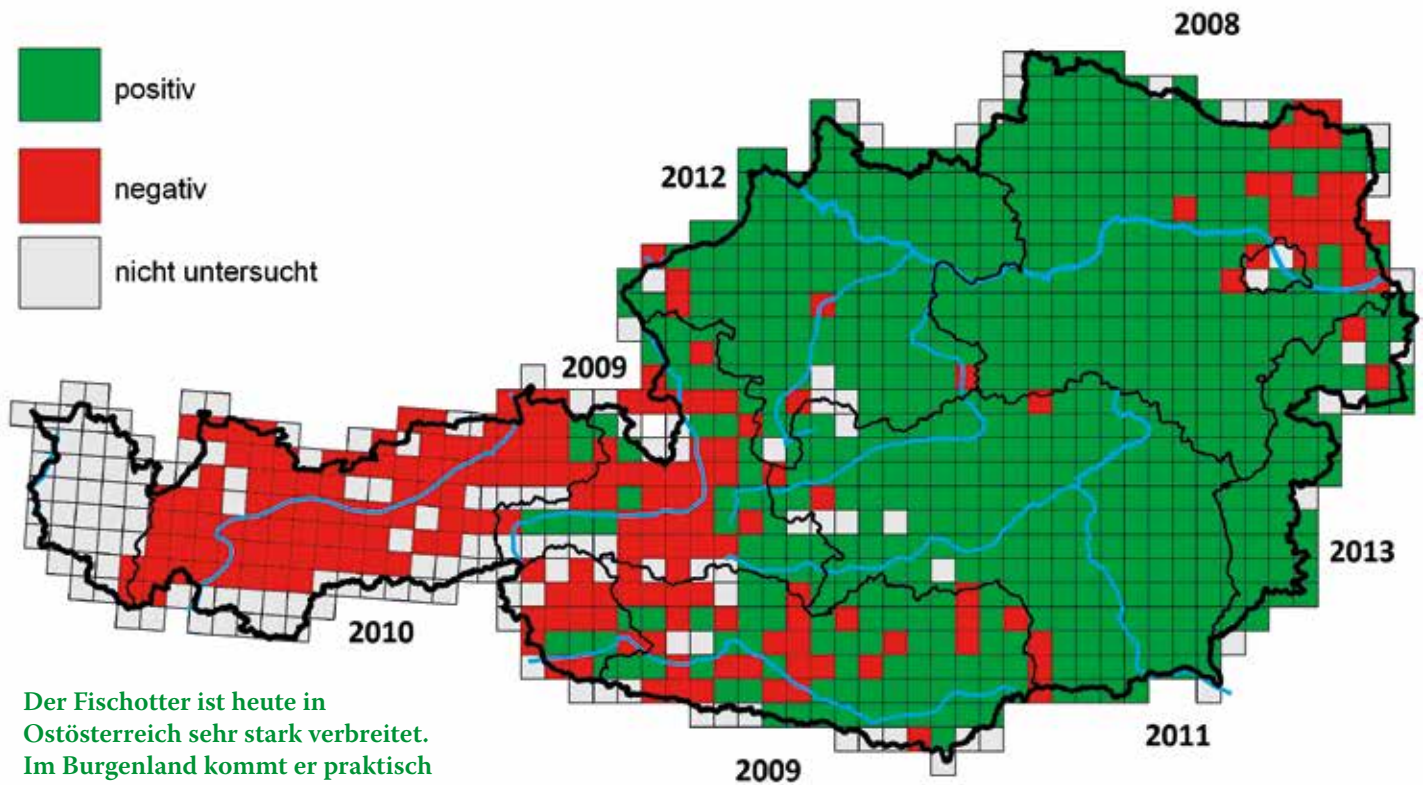 2008
positiv
negativ
2012
nicht untersucht
2009
2013
2010
Der Fischotter ist heute in
Ostösterreich sehr stark verbreitet.
Im Burgenland kommt er praktisch
2011
2009